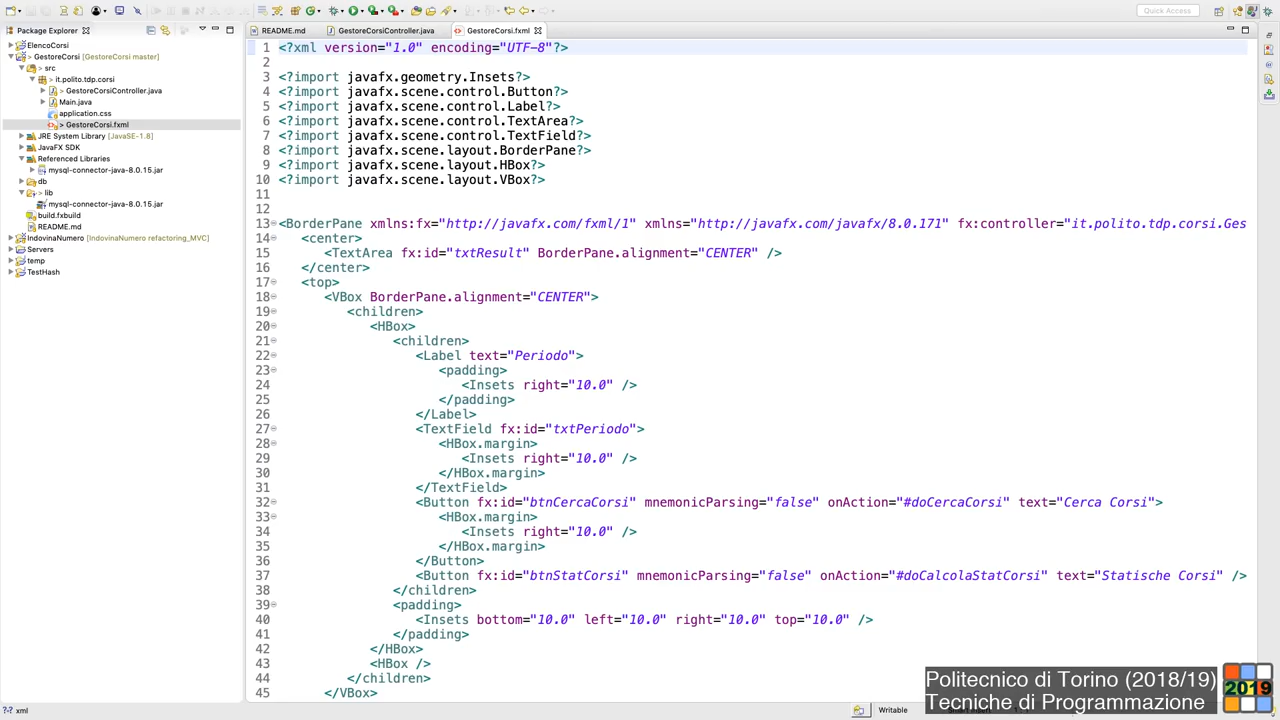 Quick Access
Package Explorer
README.md
GestoreCorsiController.java
GestoreCorsi.fxml
ElencoCorsi
> GestoreCorsi [GestoreCorsi master]
> src
> it.polito.tdp.corsi
> GestoreCorsiController.java
Main.java
application.css
> GestoreCorsi.fxml
JRE System Library [JavaSE-1.8]
JavaFX SDK
Referenced Libraries
mysql-connector-java-8.0.15.jar
db
> lib
mysql-connector-java-8.0.15.jar
build.fxbuild
README.md
IndovinaNumero [IndovinaNumero refactoring_MVC]
Servers
temp
TestHash
1 <?xml version="1.0" encoding="UTF-8"?>
2
3 <?import javafx.geometry.Insets?>
4 <?import javafx.scene.control.Button?>
5 <?import javafx.scene.control.Label?>
6 <?import javafx.scene.control.TextArea?>
7 <?import javafx.scene.control.TextField?>
8 <?import javafx.scene.layout.BorderPane?>
9 <?import javafx.scene.layout.HBox?>
10 <?import javafx.scene.layout.VBox?>
11
12
13 <BorderPane xmlns:fx="http://javafx.com/fxml/1" xmlns="http://javafx.com/javafx/8.0.171" fx:controller="it.polito.tdp.corsi.Ges
14 <center>
15 <TextArea fx:id="txtResult" BorderPane.alignment="CENTER" />
16 </center>
17 <top>
18 <VBox BorderPane.alignment="CENTER">
19 <children>
20 <HBox>
21 <children>
22 <Label text="Periodo">
23 <padding>
24 <Insets right="10.0" />
25 </padding>
26 </Label>
27 <TextField fx:id="txtPeriodo">
28 <HBox.margin>
29 <Insets right="10.0" />
30 </HBox.margin>
31 </TextField>
32 <Button fx:id="btnCercaCorsi" mnemonicParsing="false" onAction="#doCercaCorsi" text="Cerca Corsi">
33 <HBox.margin>
34 <Insets right="10.0" />
35 </HBox.margin>
36 </Button>
37 <Button fx:id="btnStatCorsi" mnemonicParsing="false" onAction="#doCalcolaStatCorsi" text="Statische Corsi" />
38 </children>
39 <padding>
40 <Insets bottom="10.0" left="10.0" right="10.0" top="10.0" />
41 </padding>
42 </HBox>
43 <HBox />
44 </children>
45 </VBox>
Politecnico di Torino (2018/19)
Tecniche di Programmazione
2019
xml
Writable